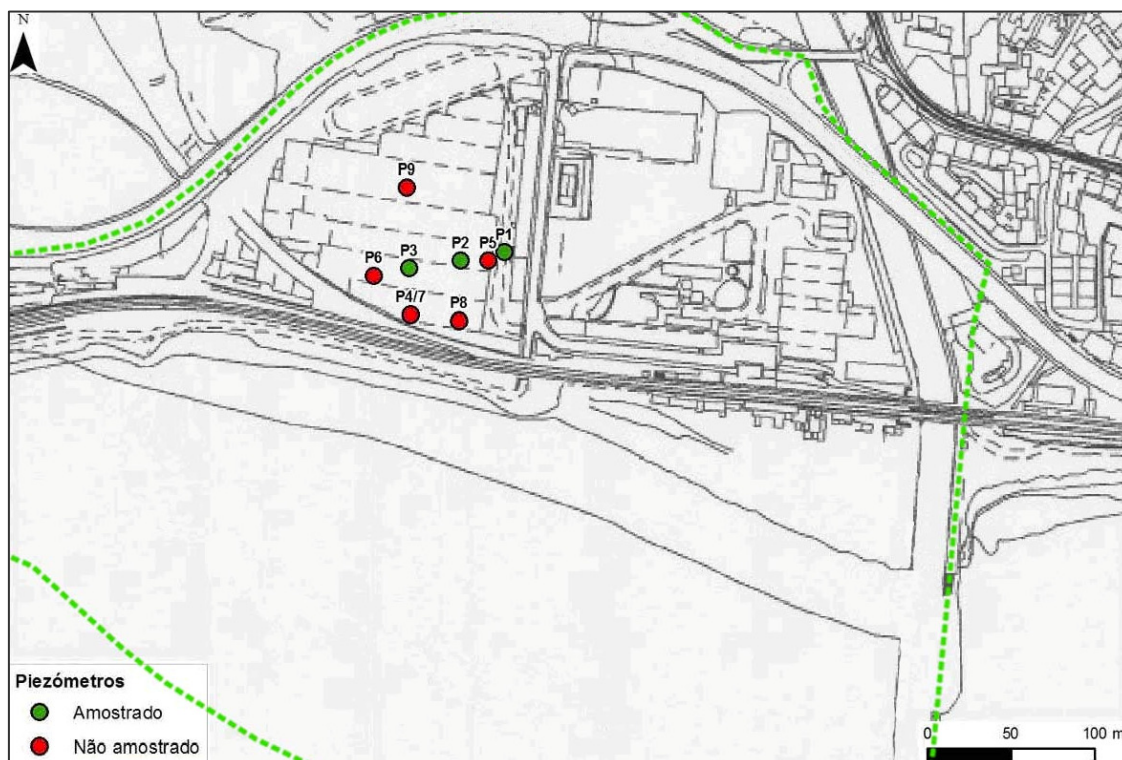 N
P9
P1
P2
P5
P3
P6
P4/7
P8
Piezómetros
Amostrado
Não amostrado
0 50 100 m